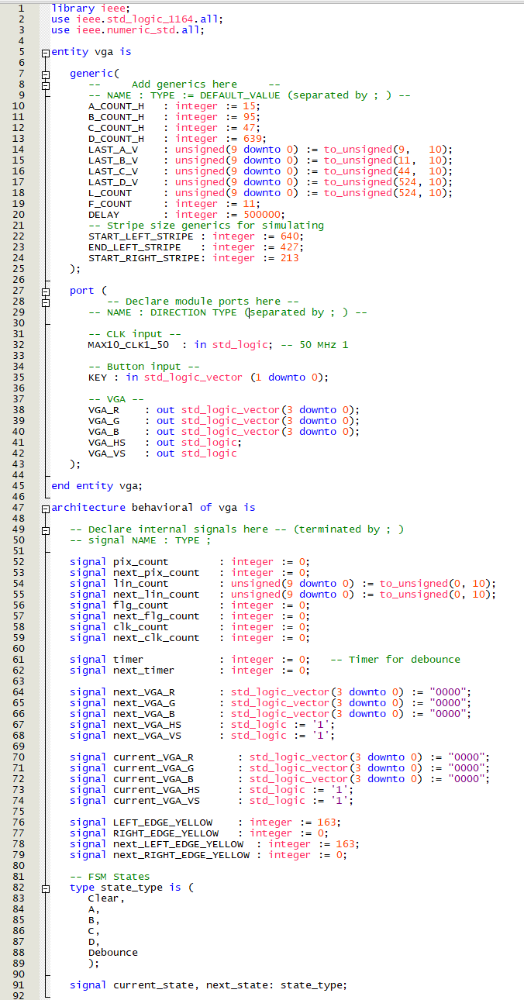 1 library ieee;
2 use ieee.std_logic_1164.all;
3 use ieee.numeric_std.all;
4
5 entity vga is
6
7 generic(
8 -- Add generics here --
9 -- NAME : TYPE := DEFAULT_VALUE (separated by ; ) --
10 A_COUNT_H : integer := 15;
11 B_COUNT_H : integer := 95;
12 C_COUNT_H : integer := 47;
13 D_COUNT_H : integer := 639;
14 LAST_A_V : unsigned(9 downto 0) := to_unsigned(9, 10);
15 LAST_B_V : unsigned(9 downto 0) := to_unsigned(11, 10);
16 LAST_C_V : unsigned(9 downto 0) := to_unsigned(44, 10);
17 LAST_D_V : unsigned(9 downto 0) := to_unsigned(524, 10);
18 L_COUNT : unsigned(9 downto 0) := to_unsigned(524, 10);
19 F_COUNT : integer := 11;
20 DELAY : integer := 500000;
21 -- Stripe size generics for simulating
22 START_LEFT_STRIPE : integer := 640;
23 END_LEFT_STRIPE : integer := 427;
24 START_RIGHT_STRIPE: integer := 213
25 );
26
27 port (
28 -- Declare module ports here --
29 -- NAME : DIRECTION TYPE (separated by ; ) --
30
31 -- CLK input --
32 MAX10_CLK1_50 : in std_logic; -- 50 MHz 1
33
34 -- Button input --
35 KEY : in std_logic_vector (1 downto 0);
36
37 -- VGA --
38 VGA_R : out std_logic_vector(3 downto 0);
39 VGA_G : out std_logic_vector(3 downto 0);
40 VGA_B : out std_logic_vector(3 downto 0);
41 VGA_HS : out std_logic;
42 VGA_VS : out std_logic
43 );
44
45 end entity vga;
46
47 architecture behavioral of vga is
48
49 -- Declare internal signals here -- (terminated by ; )
50 -- signal NAME : TYPE ;
51
52 signal pix_count : integer := 0;
53 signal next_pix_count : integer := 0;
54 signal lin_count : unsigned(9 downto 0) := to_unsigned(0, 10);
55 signal next_lin_count : unsigned(9 downto 0) := to_unsigned(0, 10);
56 signal flg_count : integer := 0;
57 signal next_flg_count : integer := 0;
58 signal clk_count : integer := 0;
59 signal next_clk_count : integer := 0;
60
61 signal timer : integer := 0; -- Timer for debounce
62 signal next_timer : integer := 0;
63
64 signal next_VGA_R : std_logic_vector(3 downto 0) := "0000";
65 signal next_VGA_G : std_logic_vector(3 downto 0) := "0000";
66 signal next_VGA_B : std_logic_vector(3 downto 0) := "0000";
67 signal next_VGA_HS : std_logic := '1';
68 signal next_VGA_VS : std_logic := '1';
69
70 signal current_VGA_R : std_logic_vector(3 downto 0) := "0000";
71 signal current_VGA_G : std_logic_vector(3 downto 0) := "0000";
72 signal current_VGA_B : std_logic_vector(3 downto 0) := "0000";
73 signal current_VGA_HS : std_logic := '1';
74 signal current_VGA_VS : std_logic := '1';
75
76 signal LEFT_EDGE_YELLOW : integer := 163;
77 signal RIGHT_EDGE_YELLOW : integer := 0;
78 signal next_LEFT_EDGE_YELLOW : integer := 163;
79 signal next_RIGHT_EDGE_YELLOW : integer := 0;
80
81 -- FSM States
82 type state_type is (
83 Clear,
84 A,
85 B,
86 C,
87 D,
88 Debounce
89 );
90
91 signal current_state, next_state: state_type;
92